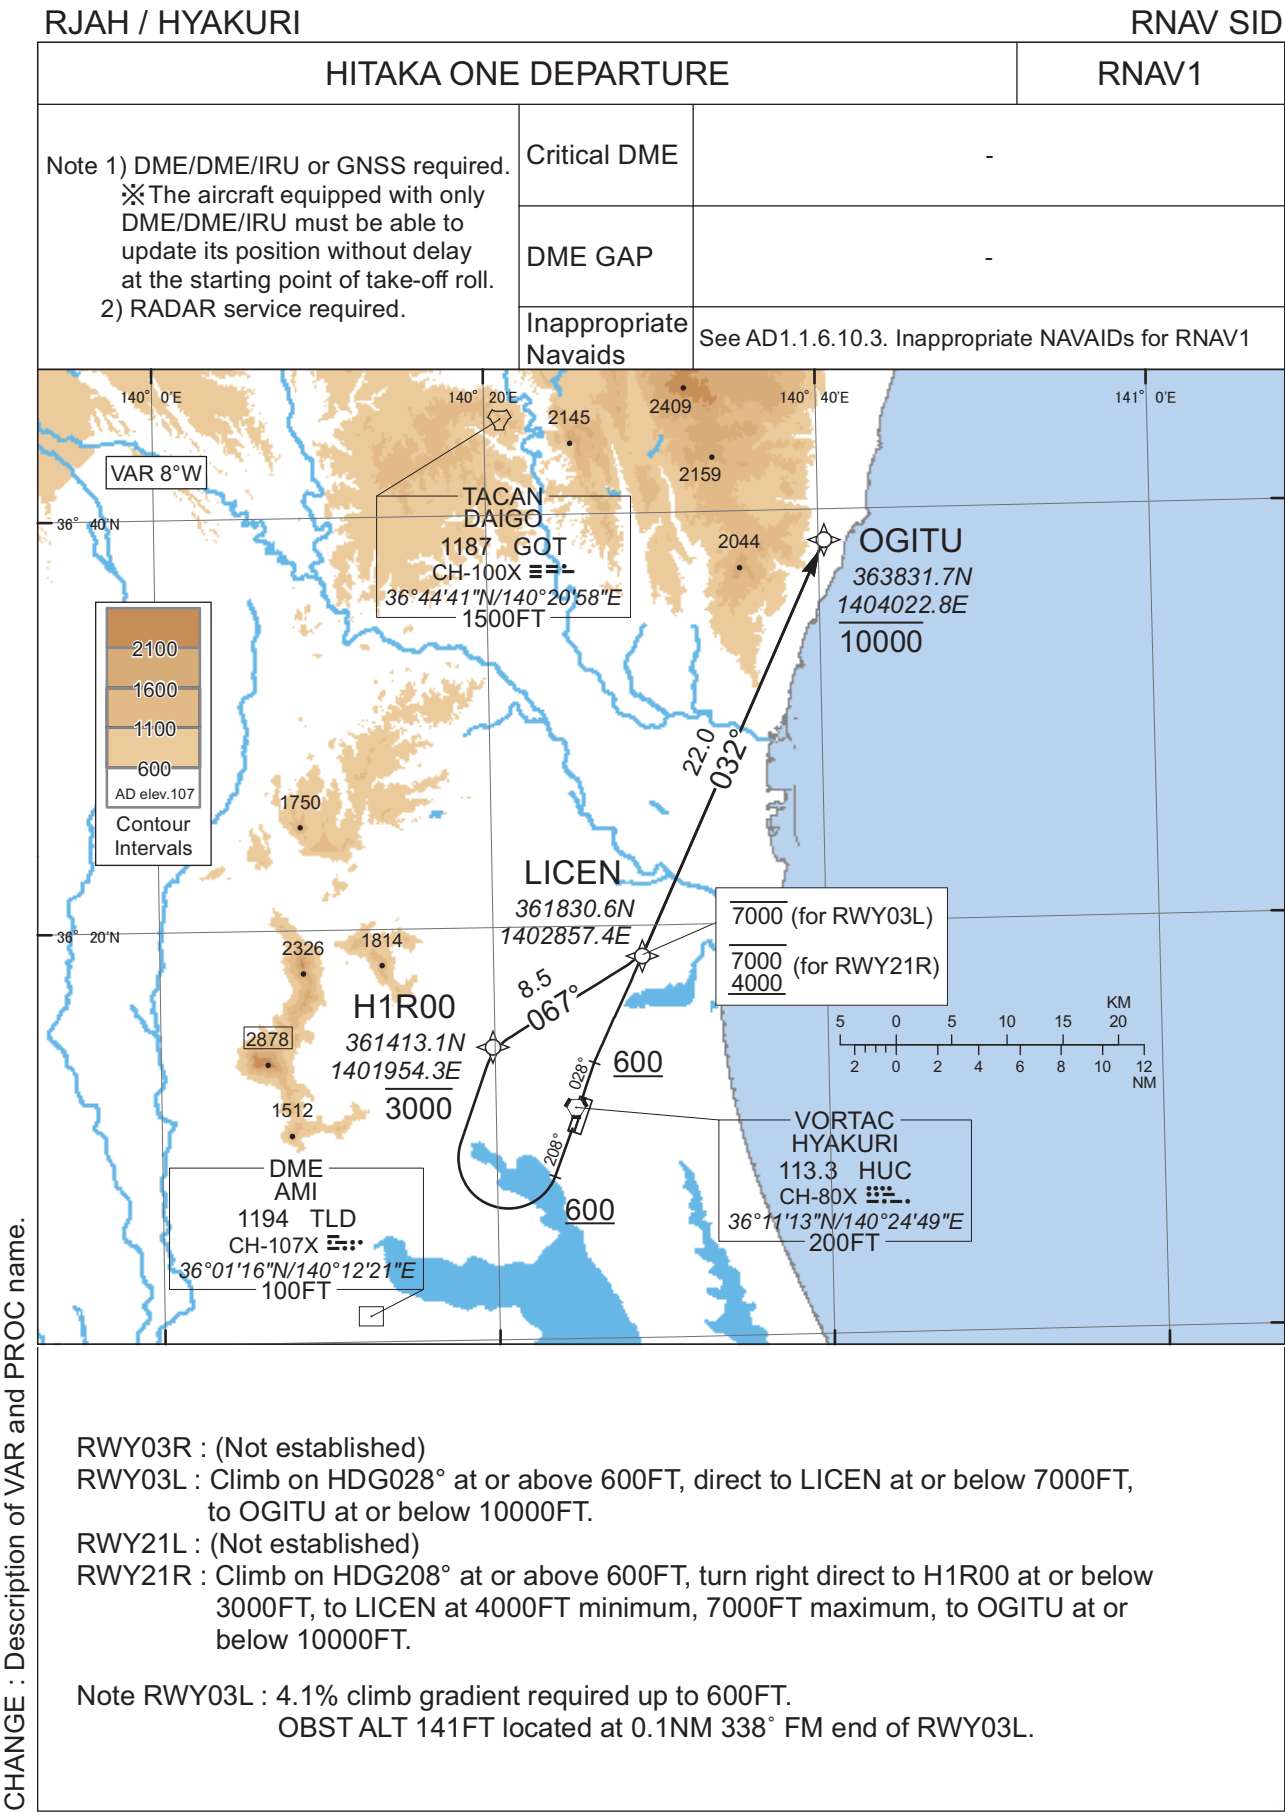 RJAH / HYAKURI
RNAV SID
HITAKA ONE DEPARTURE
RNAV1
Note 1) DME/DME/IRU or GNSS required.
※The aircraft equipped with only
DME/DME/IRU must be able to
update its position without delay
at the starting point of take-off roll.
2) RADAR service required.
Critical DME
-
DME GAP
-
Inappropriate
Navaids
See AD1.1.6.10.3. Inappropriate NAVAIDs for RNAV1
140° 0'E
140° 20'E
140° 40'E
141° 0'E
2145
2409
2159
VAR 8°W
36° 40'N
TACAN
DAIGO
1187 GOT
CH-100X
36°44'41"N/140°20'58"E
1500FT
2044
OGITU
363831.7N
1404022.8E
10000
2100
1600
1100
600
AD elev.107
Contour
Intervals
1750
22.0
032°
LICEN
361830.6N
1402857.4E
7000 (for RWY03L)
7000
4000
(for RWY21R)
36° 20'N
2326
1814
8.5
067°
H1R00
361413.1N
1401954.3E
3000
2878
1512
KM
5 0 5 10 15 20
2 0 2 4 6 8 10 12
NM
028°
600
208°
600
VORTAC
HYAKURI
113.3 HUC
CH-80X
36°11'13"N/140°24'49"E
200FT
DME
AMI
1194 TLD
CH-107X
36°01'16"N/140°12'21"E
100FT
RWY03R : (Not established)
RWY03L : Climb on HDG028° at or above 600FT, direct to LICEN at or below 7000FT,
to OGITU at or below 10000FT.
RWY21L : (Not established)
RWY21R : Climb on HDG208° at or above 600FT, turn right direct to H1R00 at or below
3000FT, to LICEN at 4000FT minimum, 7000FT maximum, to OGITU at or
below 10000FT.
Note RWY03L : 4.1% climb gradient required up to 600FT.
OBST ALT 141FT located at 0.1NM 338° FM end of RWY03L.
CHANGE : Description of VAR and PROC name.